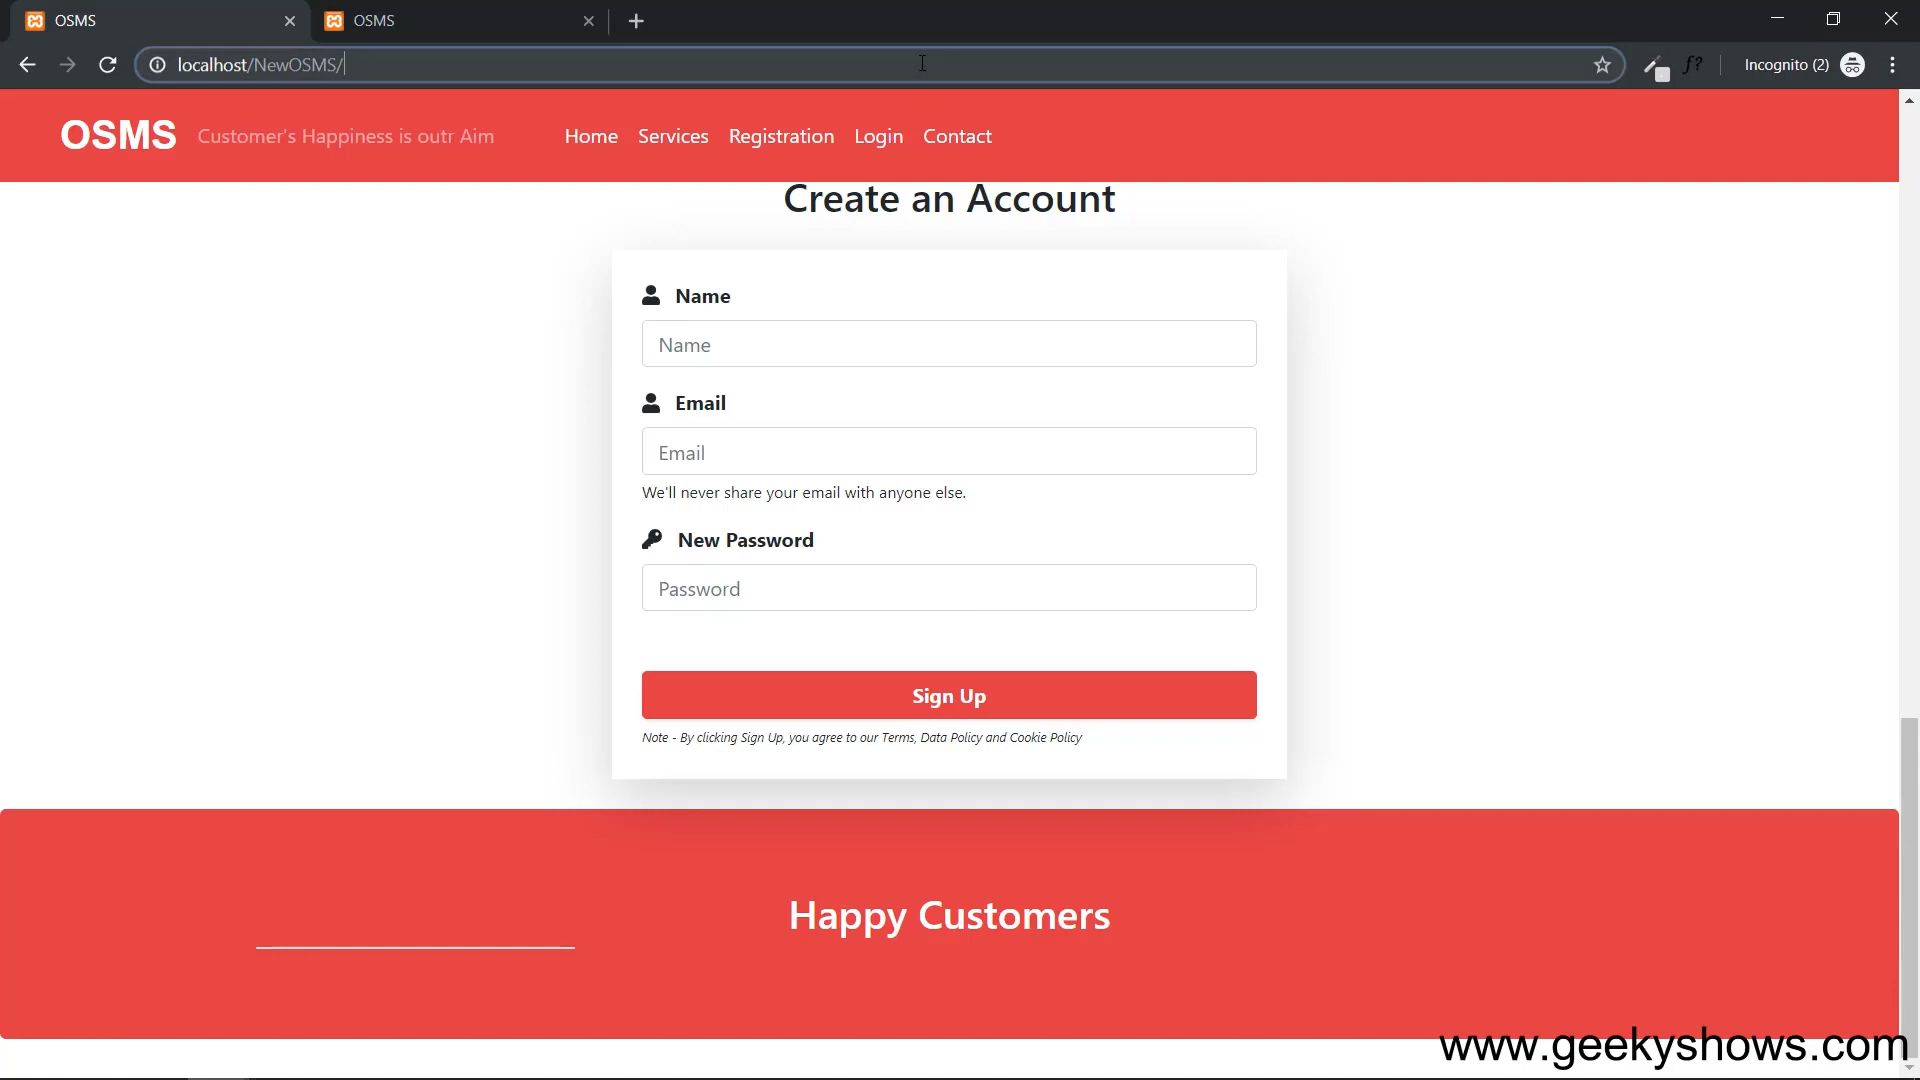 OSMS
OSMS
localhost/NewOSMS/
Incognito (2)
OSMS
Customer's Happiness is outr Aim
Home
Services
Registration
Login
Contact
Create an Account
Name
Name
Email
Email
We'll never share your email with anyone else.
New Password
Password
Sign Up
Note - By clicking Sign Up, you agree to our Terms, Data Policy and Cookie Policy
Happy Customers
www.geekyshows.com